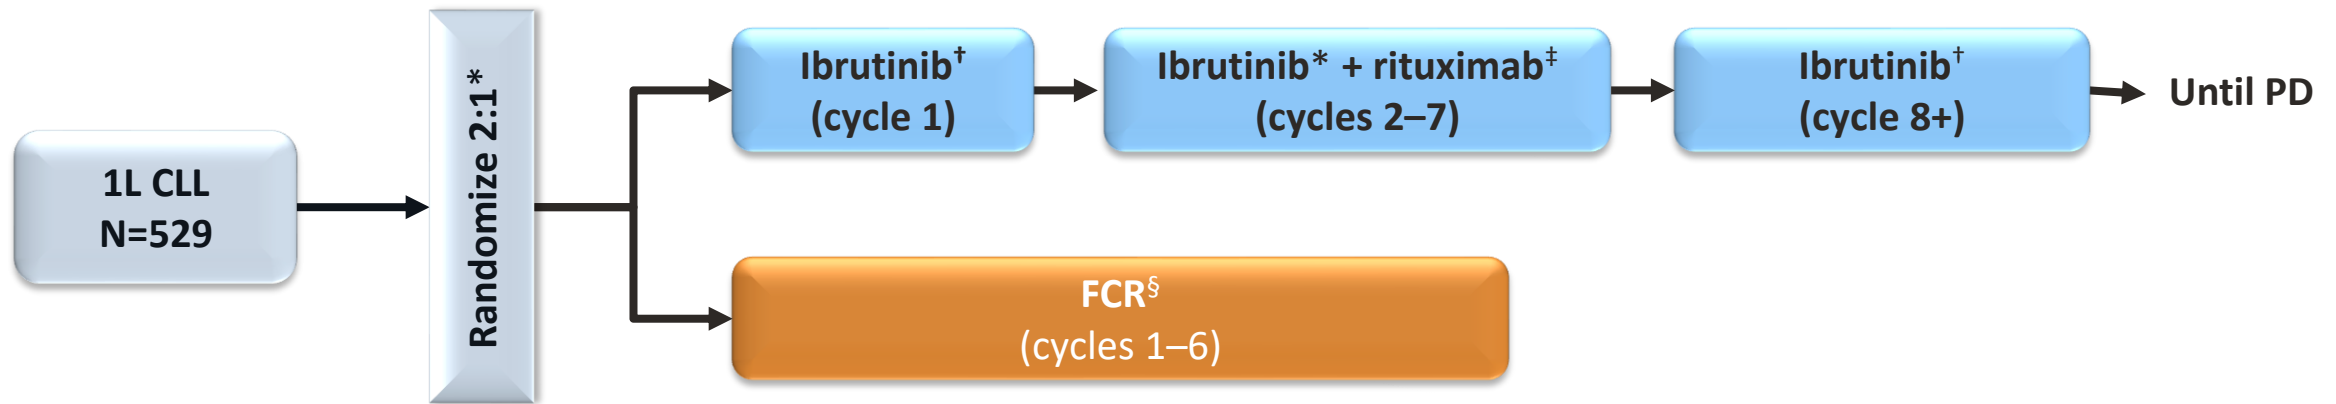 1L CLL
N=529
Randomize 2:1*
Ibrutinib†
(cycle 1)
Ibrutinib* + rituximab‡
(cycles 2–7)
Ibrutinib†
(cycle 8+)
Until PD
FCR§
(cycles 1–6)